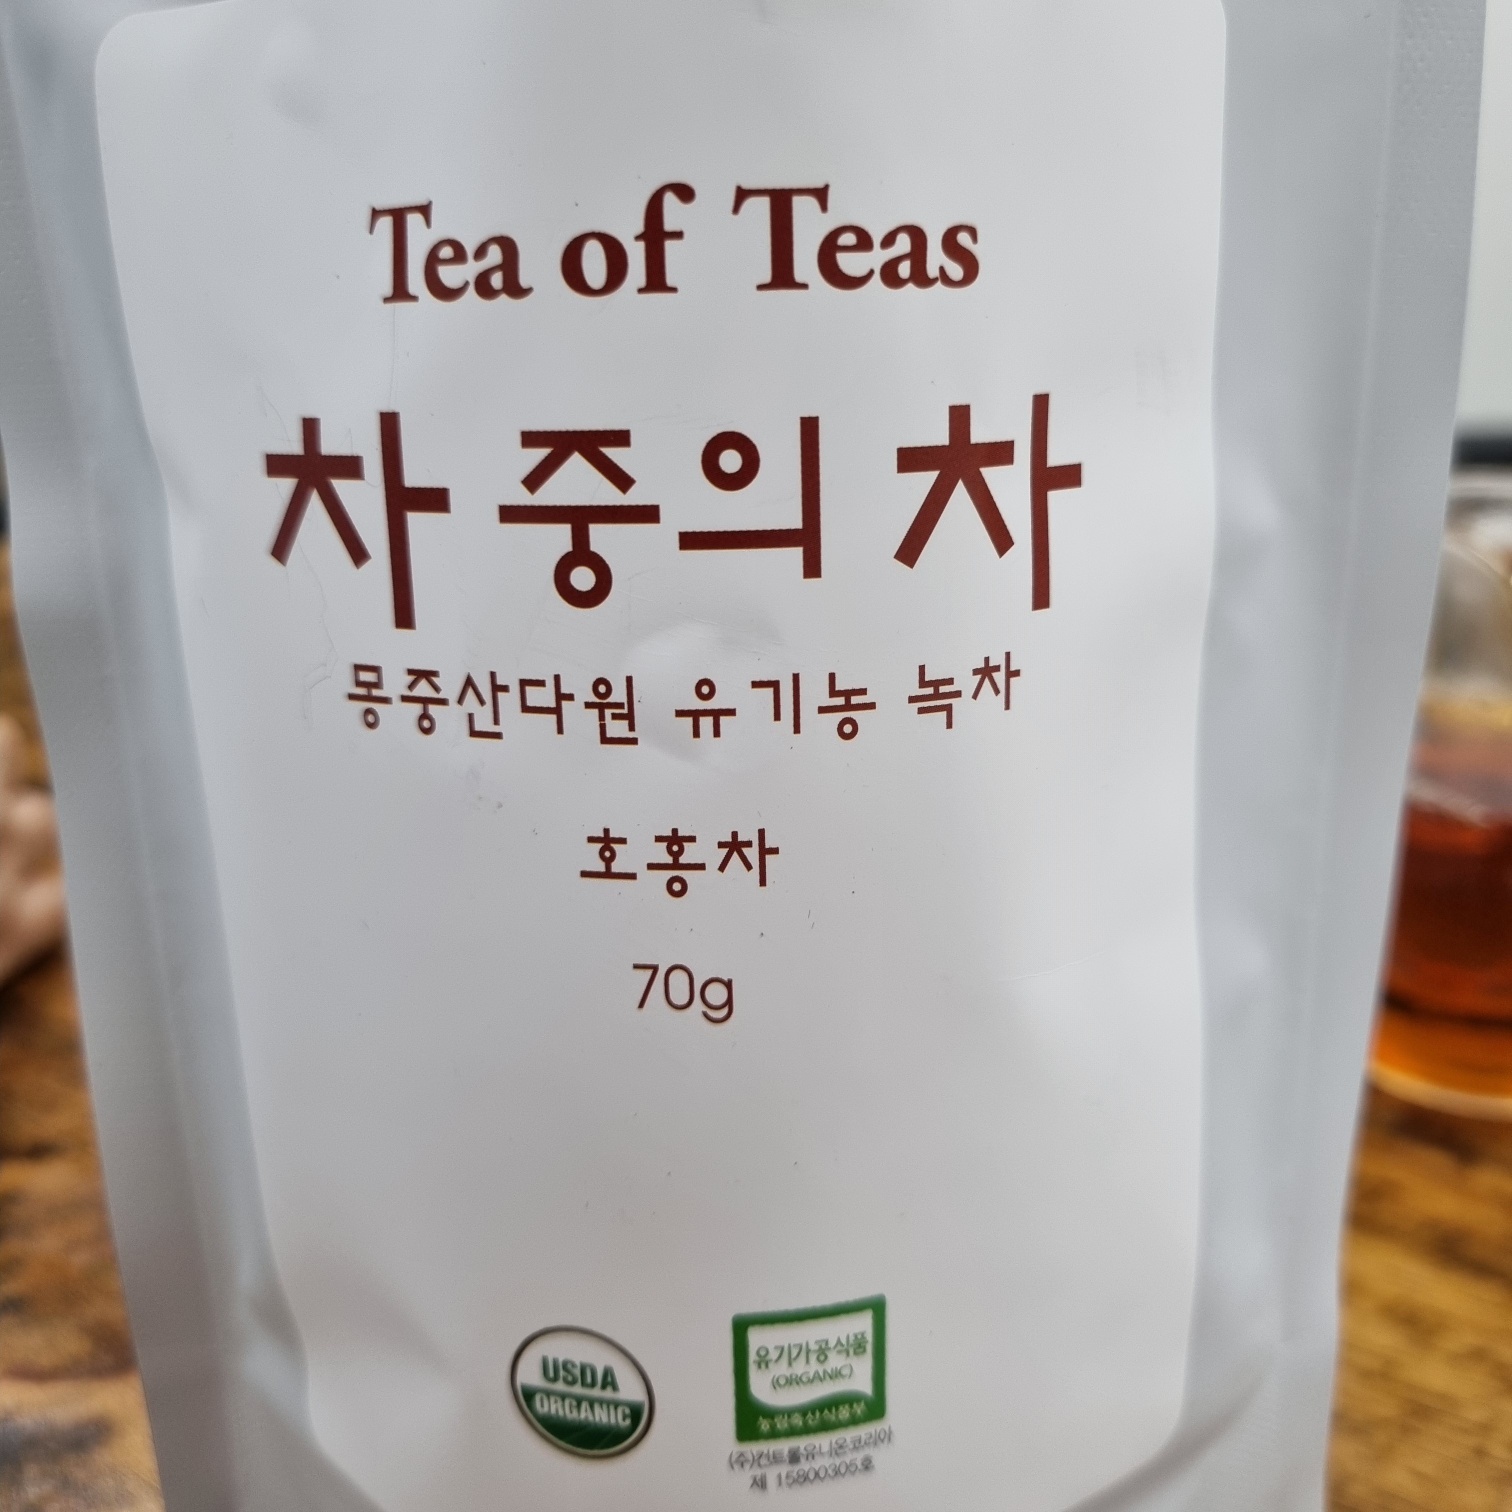 Tea of Teas
차 중의 차
몽중산다원 유기농 녹차
호홍차
70g
USDA
ORGANIC
유기가공식품
(ORGANIC)
농림축산식품부
(주)컨트롤유니온코리아
제 15800305호